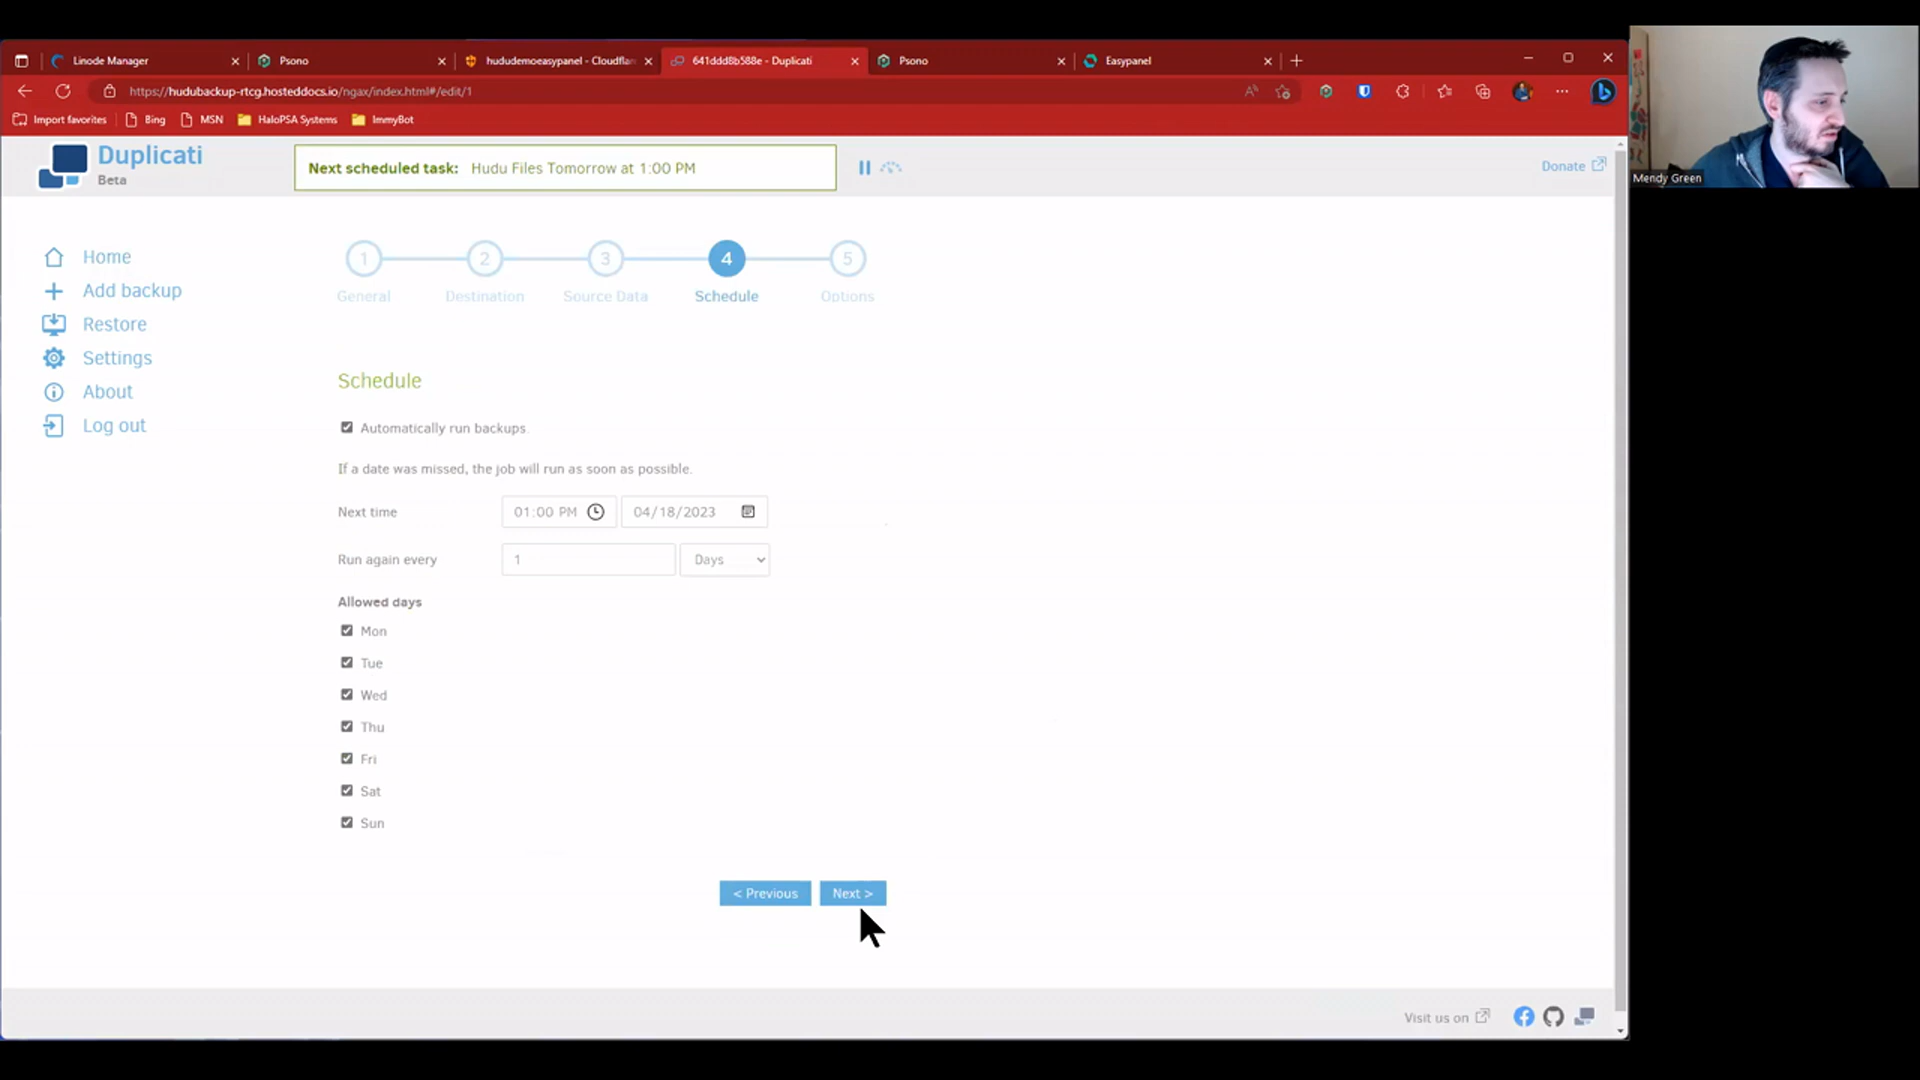 Linode Manager
Psono
hududemoeasypanel - Cloudflar
641ddd8b588e - Duplicati
Psono
Easypanel
https://hudubackup-rtcg.hosteddocs.io/ngax/index.html#/edit/1
Import favorites
Bing
MSN
HaloPSA Systems
ImmyBot
Mendy Green
Duplicati
Beta
Next scheduled task: Hudu Files Tomorrow at 1:00 PM
Donate
Home
Add backup
Restore
Settings
About
Log out
1
2
3
4
5
General
Destination
Source Data
Schedule
Options
Schedule
Automatically run backups.
If a date was missed, the job will run as soon as possible.
Next time
01:00 PM
04/18/2023
Run again every
1
Days
Allowed days
Mon
Tue
Wed
Thu
Fri
Sat
Sun
< Previous
Next >
Visit us on